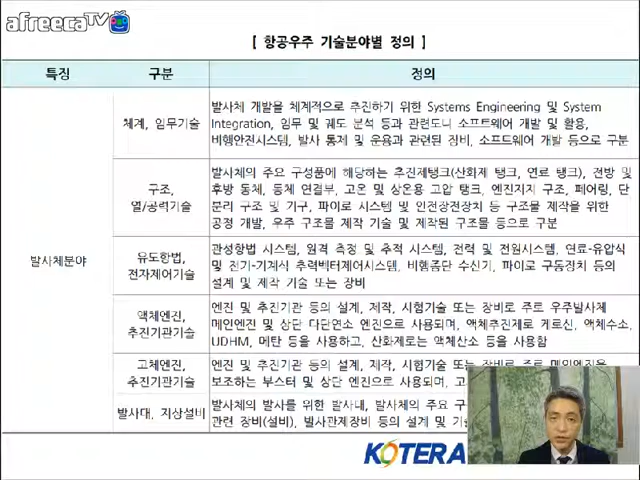 afreecaTV
[ 항공우주 기술분야별 정의 ]
특징 구분 정의
발사체분야
체계, 임무기술
발사체 개발을 체계적으로 추진하기 위한 Systems Engineering 및 System
Integration, 임무 및 궤도 분석 등과 관련도니 소프트웨어 개발 및 활용,
비행안전시스템, 발사 통제 및 운용과 관련된 장비, 소프드웨어 개발 등으로 구분
구조,
열/공력기술
발사체의 주요 구성품에 해당하는 추진제탱크(산화제 탱크, 연료 탱크), 전방 및
후방 동체, 동체 연결부, 고온 및 상온용 고압 탱크, 엔진지지 구조, 페어링, 단
분리 구조 및 기구, 파이로 시스템 및 안전장전장치 등 구조물 제작을 위한
공정 개발, 우주 구조물 제작 기술 및 제작된 구조물 등으로 구분
유도항법,
전자제어기술
관성항법 시스템, 원격 측정 및 추적 시스템, 전력 및 전원시스템, 연료-유압식
및 전기-기계식 추력벡터제어시스템, 비행중단 수신기, 파이로 구동장치 등의
설계 및 제작 기술 또는 장비
액체엔진,
추진기관기술
엔진 및 추진기관 등의 설계, 제작, 시험기술 또는 장비로 주로 우주발사체
메인엔진 및 상단 다단연소 엔진으로 사용되며, 액체추진제로 케로신, 액체수소,
UDHM, 메탄 등을 사용하고, 산화제로는 액체산소 등을 사용함
고체엔진,
추진기관기술
엔진 및 추진기관 등의 설계, 제작, 시험기술 또는 장비로 주로 메인엔진을
보조하는 부스터 및 상단 엔진으로 사용되며, 고
발사대, 지상설비
발사체의 발사를 위한 발사대, 발사체의 주요 구
관련 장비(설비), 발사관제장비 등의 설계 및 기
KOTERA